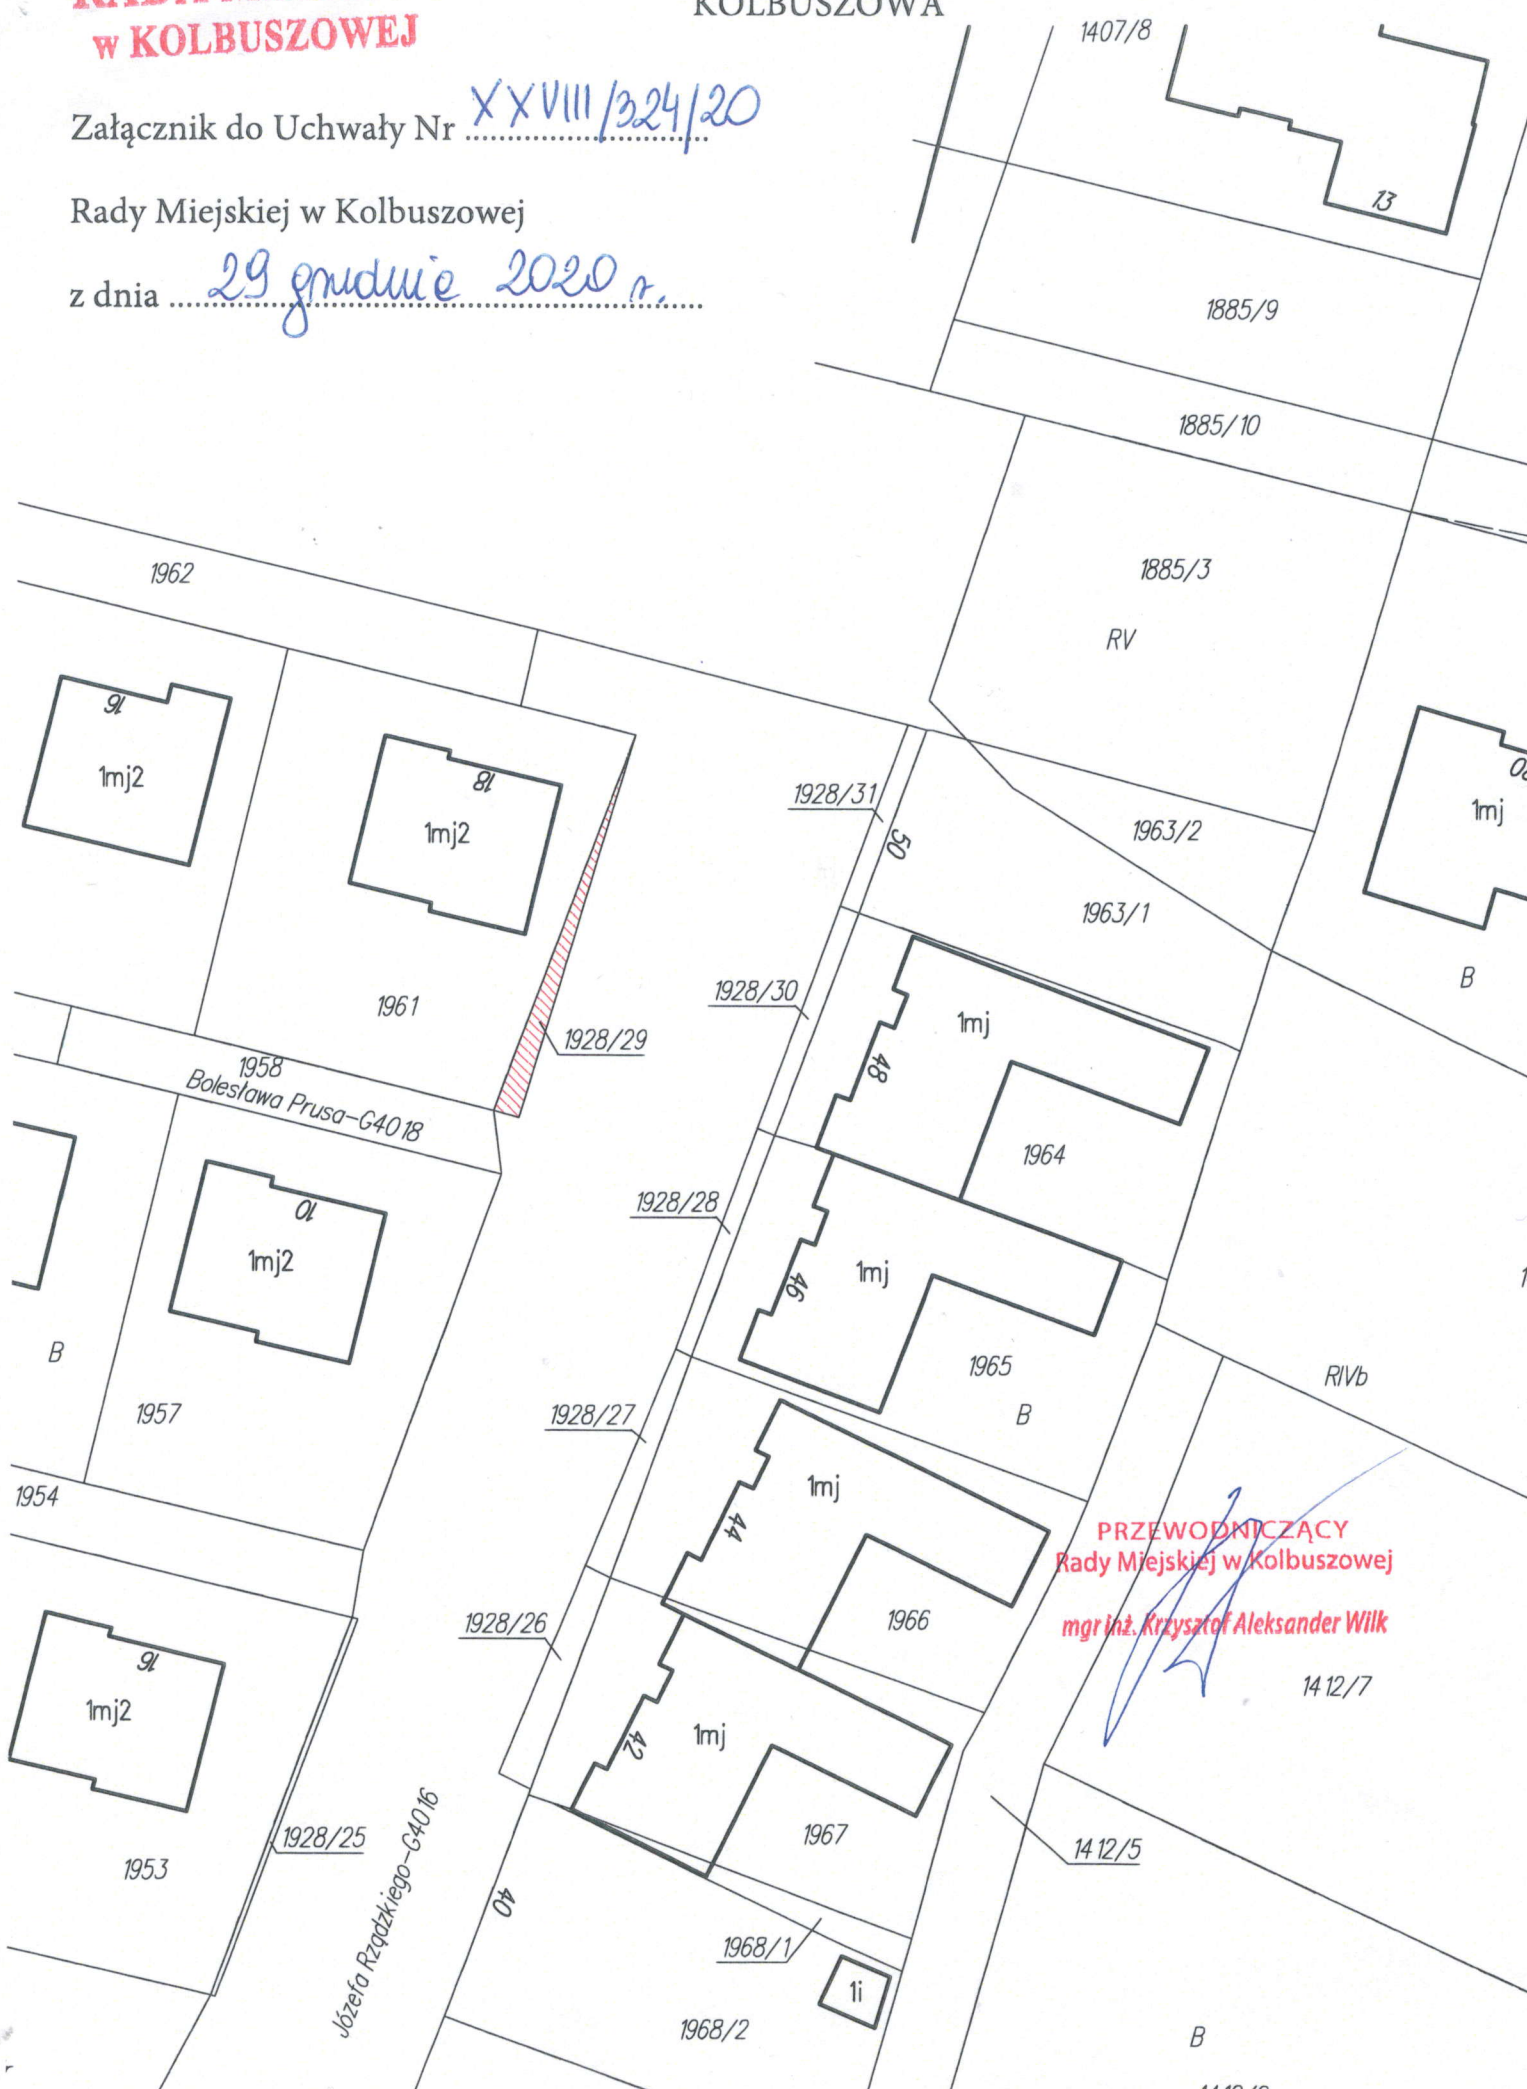 w KOLBUSZOWEJ
KOLBUSZOWA
Załącznik do Uchwały Nr XXVIII/324/20
Rady Miejskiej w Kolbuszowej
z dnia 29 grudnia 2020 r.
1407/8
13
1885/9
1885/10
1885/3
RV
1962
16
1mj2
18
1mj2
1928/31
50
1963/2
1mj
1963/1
B
1961
1928/30
1mj
1928/29
48
1958
Bolesława Prusa-G4018
1964
1928/28
10
1mj2
1mj
46
B
1965
RIVb
1957
1928/27
B
1mj
1954
44
PRZEWODNICZĄCY
Rady Miejskiej w Kolbuszowej
mgr inż. Krzysztof Aleksander Wilk
1966
1928/26
16
1mj2
1412/7
1mj
42
1928/25
1967
1412/5
1953
Józefa Rządzkiego-G4016
40
1968/1
1i
1968/2
B